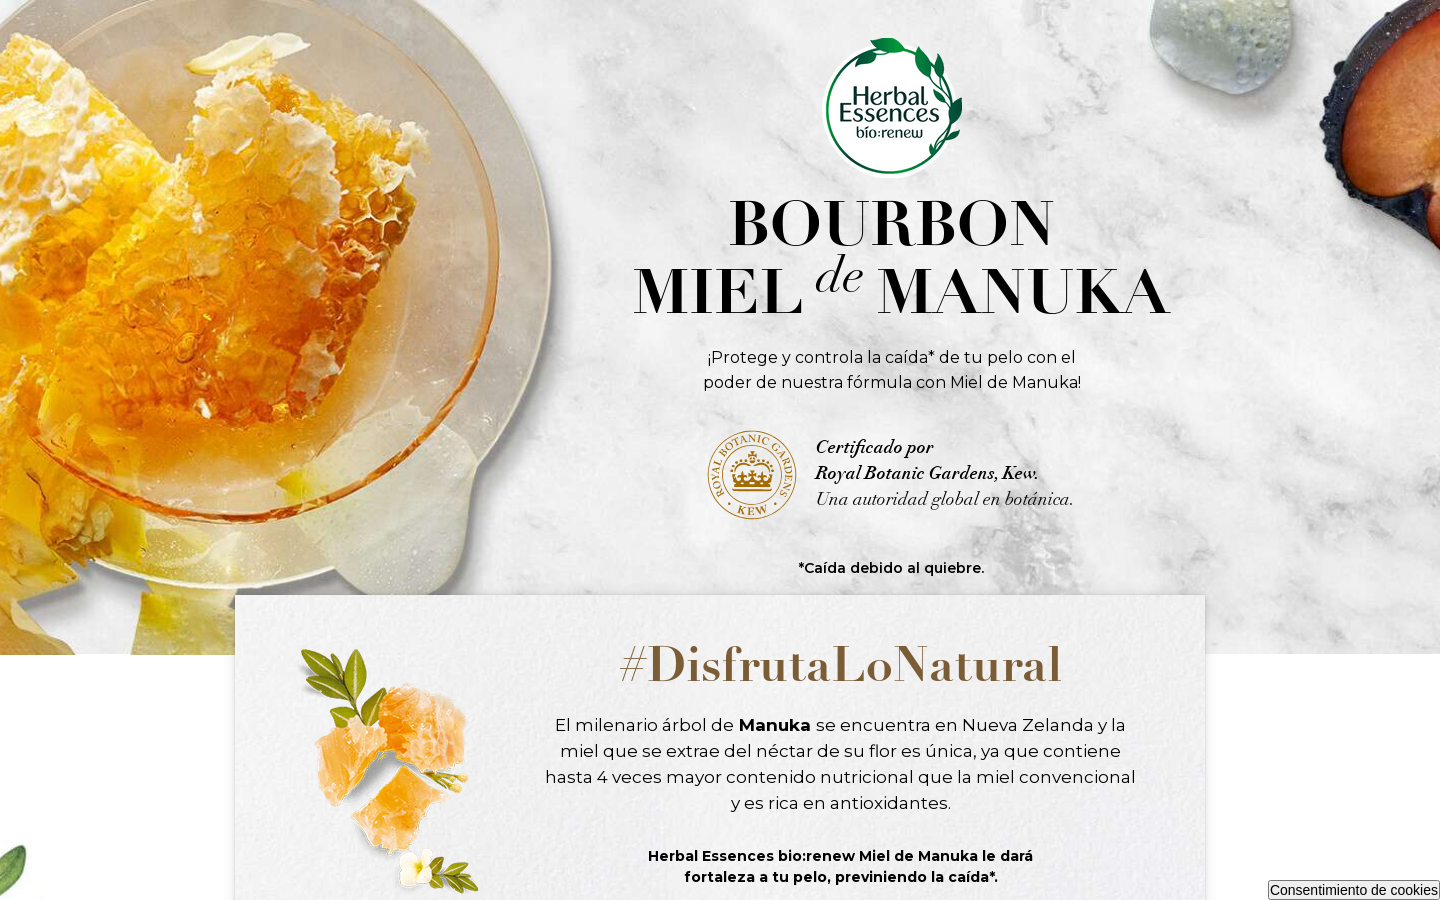 Herbal
Essences
bío:renew
BOURBON
MIEL de MANUKA
¡Protege y controla la caída* de tu pelo con el
poder de nuestra fórmula con Miel de Manuka!
ROYAL BOTANIC GARDENS
• KEW •
Certificado por
Royal Botanic Gardens, Kew.
Una autoridad global en botánica.
*Caída debido al quiebre.
#DisfrutaLoNatural
El milenario árbol de Manuka se encuentra en Nueva Zelanda y la
miel que se extrae del néctar de su flor es única, ya que contiene
hasta 4 veces mayor contenido nutricional que la miel convencional
y es rica en antioxidantes.
Herbal Essences bio:renew Miel de Manuka le dará
fortaleza a tu pelo, previniendo la caída*.
Consentimiento de cookies